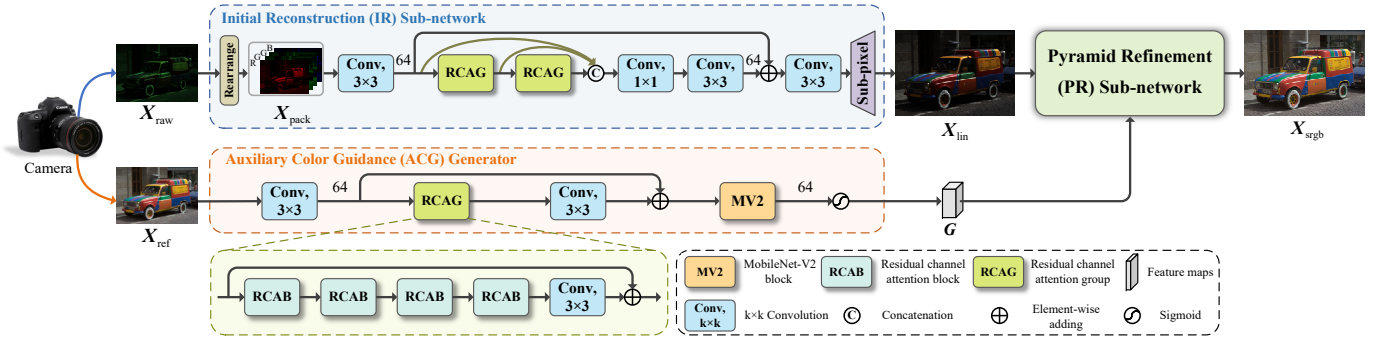 Initial Reconstruction (IR) Sub-network
Rearrange
R
G
G
B
Conv,
3×3
64
RCAG
RCAG
C
Conv,
1×1
Conv,
3×3
64
Conv,
3×3
Sub-pixel
Pyramid Refinement
(PR) Sub-network
X_raw
X_pack
X_lin
X_srgb
Camera
Auxiliary Color Guidance (ACG) Generator
Conv,
3×3
64
RCAG
Conv,
3×3
MV2
64
X_ref
G
RCAB
RCAB
RCAB
RCAB
Conv,
3×3
MV2
MobileNet-V2
block
RCAB
Residual channel
attention block
RCAG
Residual channel
attention group
Feature maps
Conv,
k×k
k×k Convolution
C
Concatenation
Element-wise
adding
Sigmoid